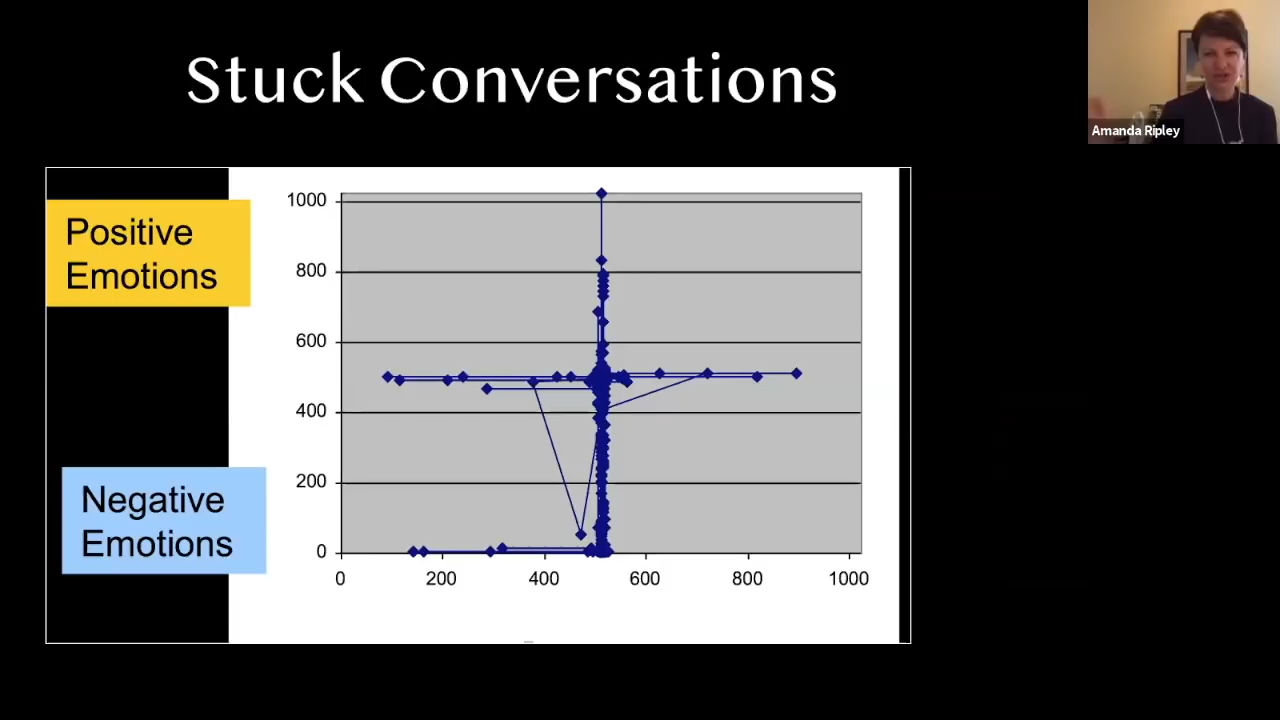 Stuck Conversations
Amanda Ripley
Positive
Emotions
Negative
Emotions
1000
800
600
400
200
0
0 200 400 600 800 1000